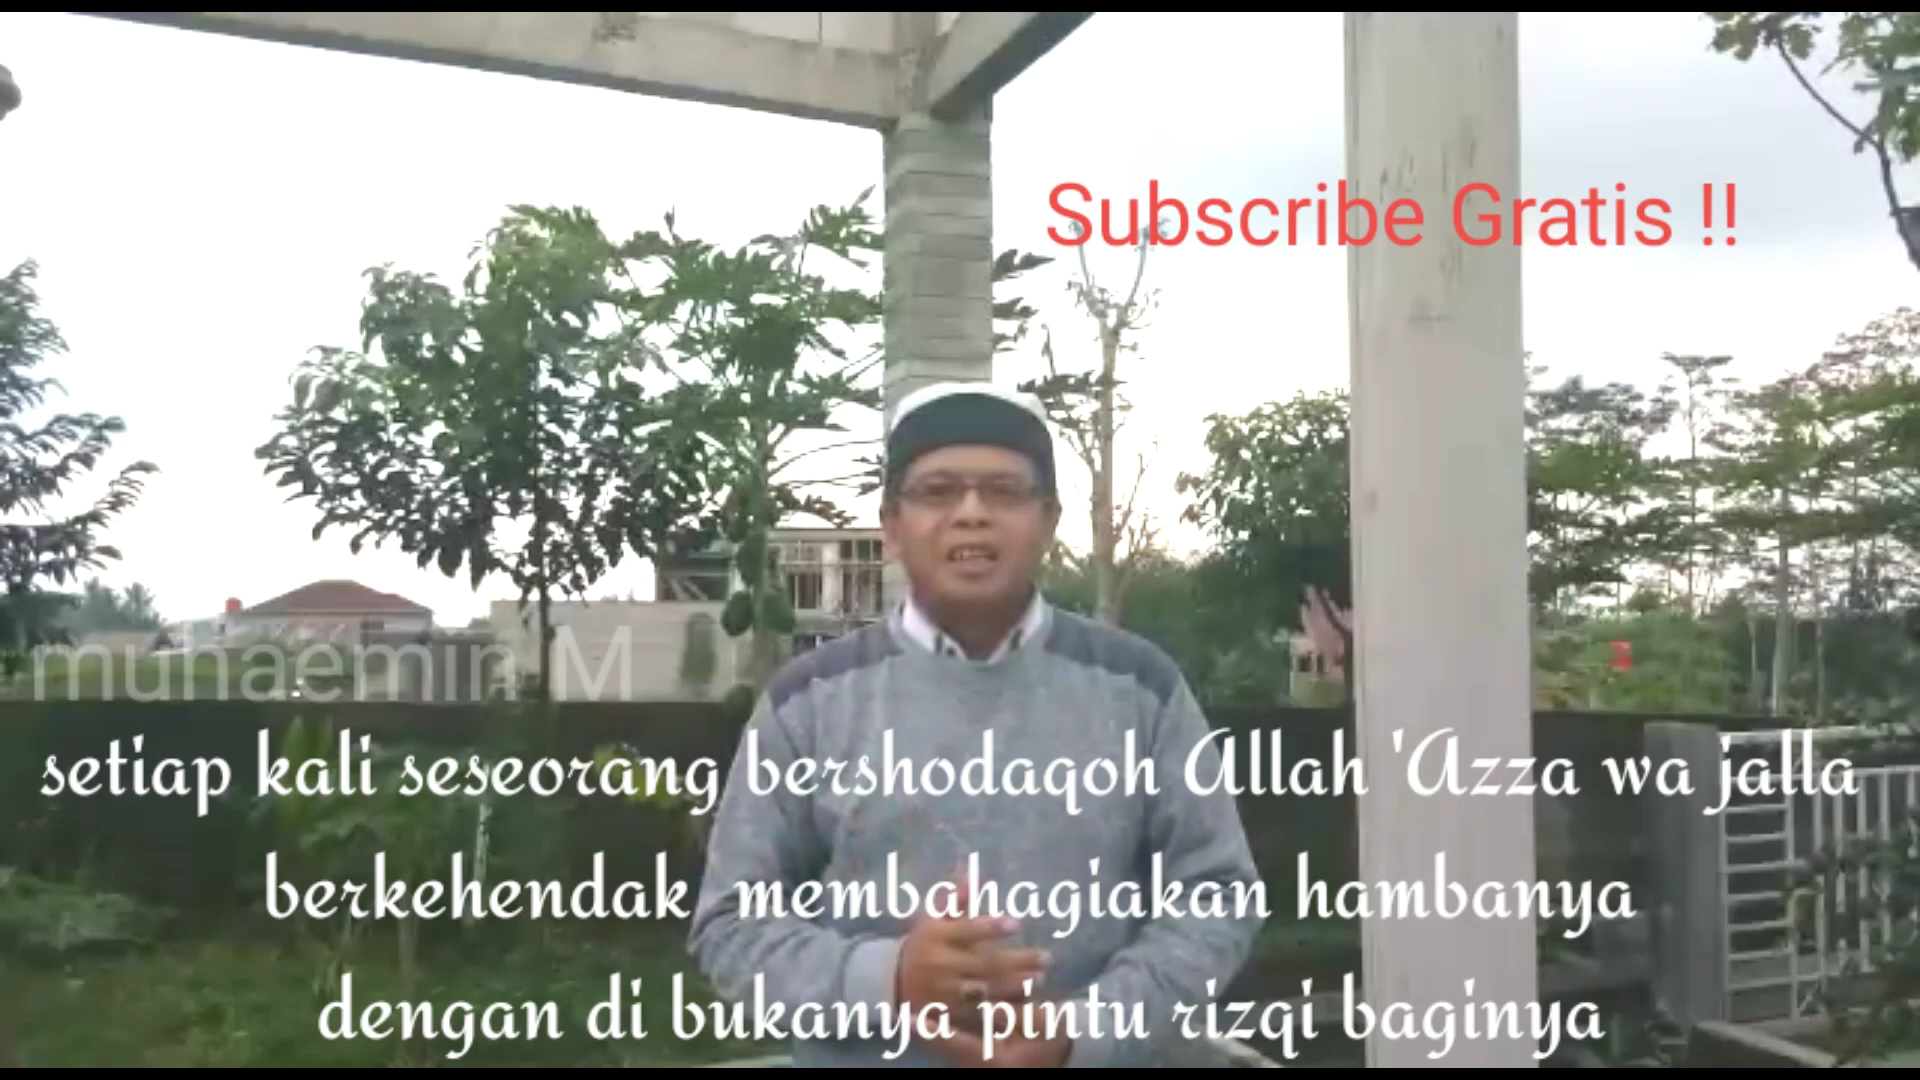 Subscribe Gratis !!
muhaemin M
setiap kali seseorang bershodaqoh Allah 'Azza wa jalla
berkehendak membahagiakan hambanya
dengan di bukanya pintu rizqi baginya